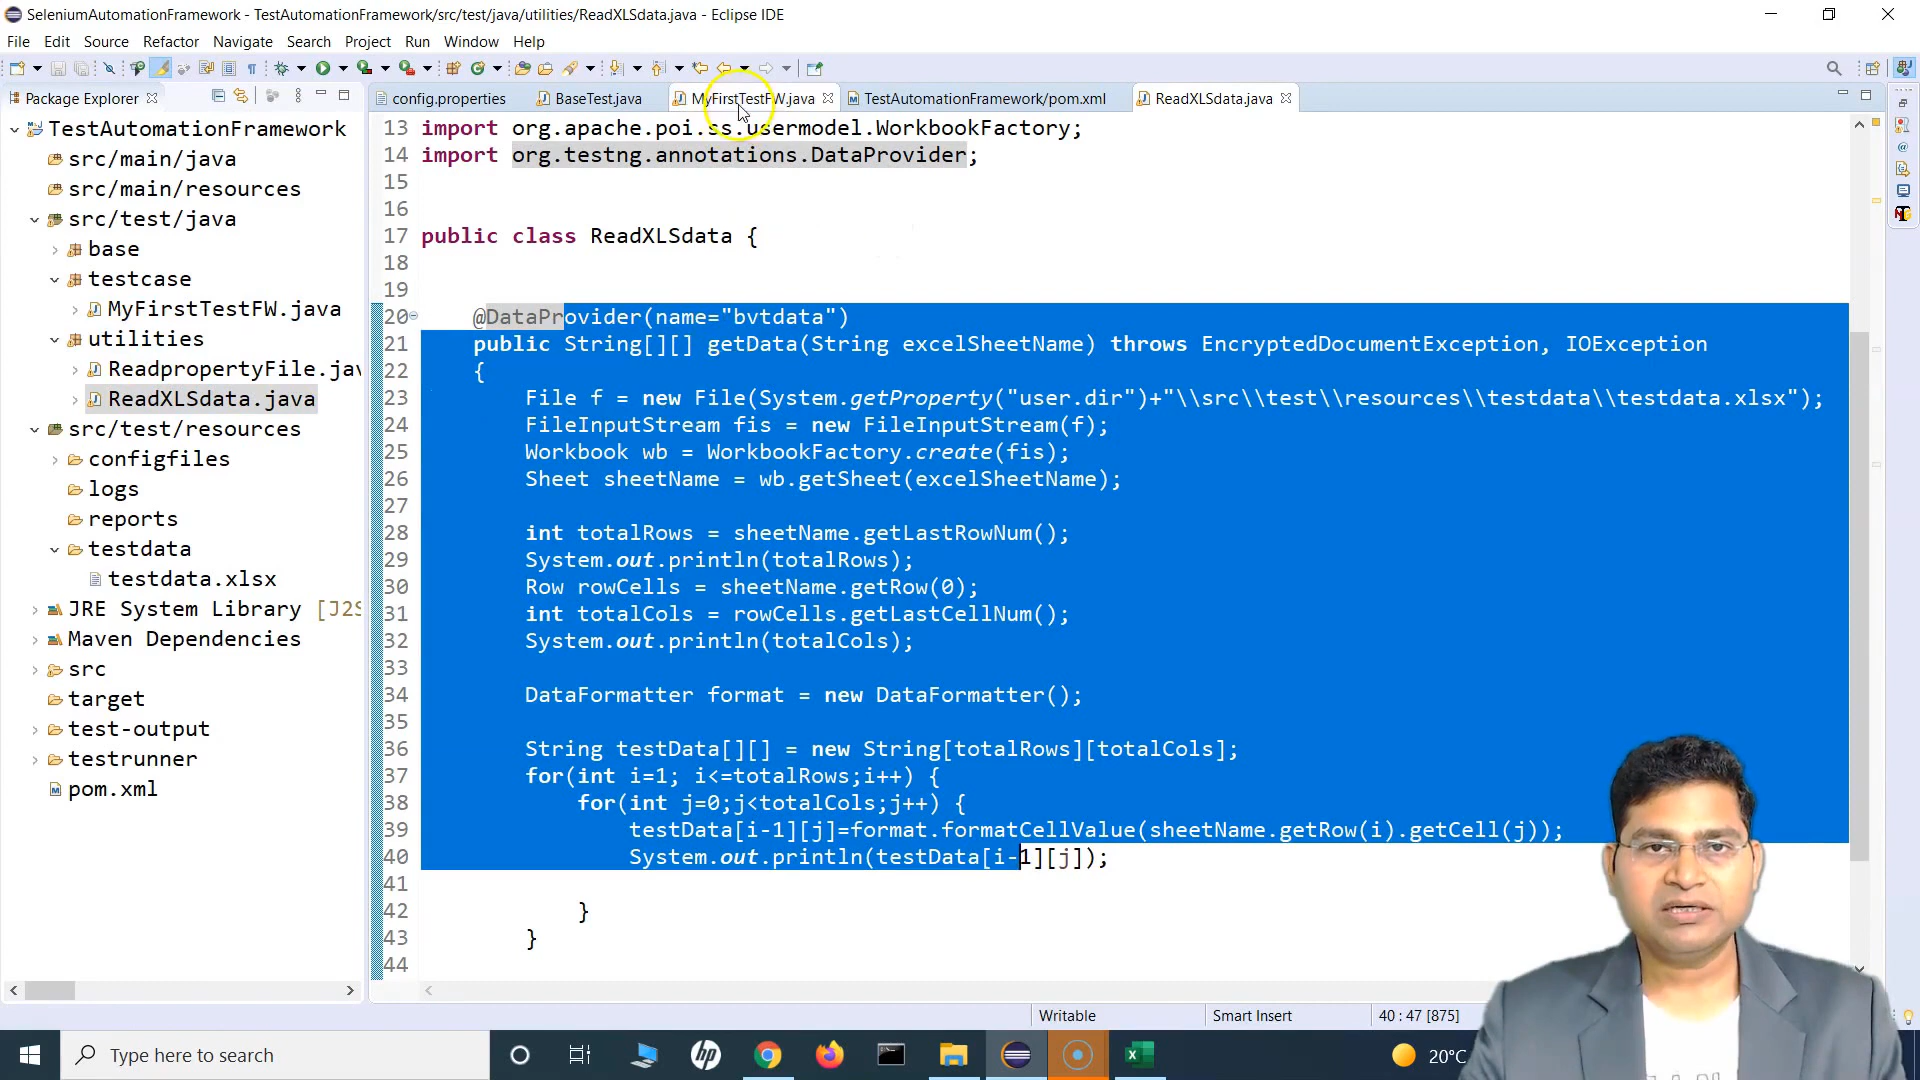 SeleniumAutomationFramework - TestAutomationFramework/src/test/java/utilities/ReadXLSdata.java - Eclipse IDE
File Edit Source Refactor Navigate Search Project Run Window Help
Package Explorer
config.properties BaseTest.java MyFirstTestFW.java TestAutomationFramework/pom.xml ReadXLSdata.java
TestAutomationFramework
src/main/java
src/main/resources
src/test/java
base
testcase
MyFirstTestFW.java
utilities
ReadpropertyFile.jav
ReadXLSdata.java
src/test/resources
configfiles
logs
reports
testdata
testdata.xlsx
JRE System Library [J2S
Maven Dependencies
src
target
test-output
testrunner
pom.xml
13 import org.apache.poi.ss.usermodel.WorkbookFactory;
14 import org.testng.annotations.DataProvider;
15
16
17 public class ReadXLSdata {
18
19
20 @DataProvider(name="bvtdata")
21 public String[][] getData(String excelSheetName) throws EncryptedDocumentException, IOException
22 {
23 File f = new File(System.getProperty("user.dir")+"\\src\\test\\resources\\testdata\\testdata.xlsx");
24 FileInputStream fis = new FileInputStream(f);
25 Workbook wb = WorkbookFactory.create(fis);
26 Sheet sheetName = wb.getSheet(excelSheetName);
27
28 int totalRows = sheetName.getLastRowNum();
29 System.out.println(totalRows);
30 Row rowCells = sheetName.getRow(0);
31 int totalCols = rowCells.getLastCellNum();
32 System.out.println(totalCols);
33
34 DataFormatter format = new DataFormatter();
35
36 String testData[][] = new String[totalRows][totalCols];
37 for(int i=1; i<=totalRows;i++) {
38 for(int j=0;j<totalCols;j++) {
39 testData[i-1][j]=format.formatCellValue(sheetName.getRow(i).getCell(j));
40 System.out.println(testData[i-1][j]);
41
42 }
43 }
44
Writable Smart Insert 40 : 47 [875]
Type here to search
20°C